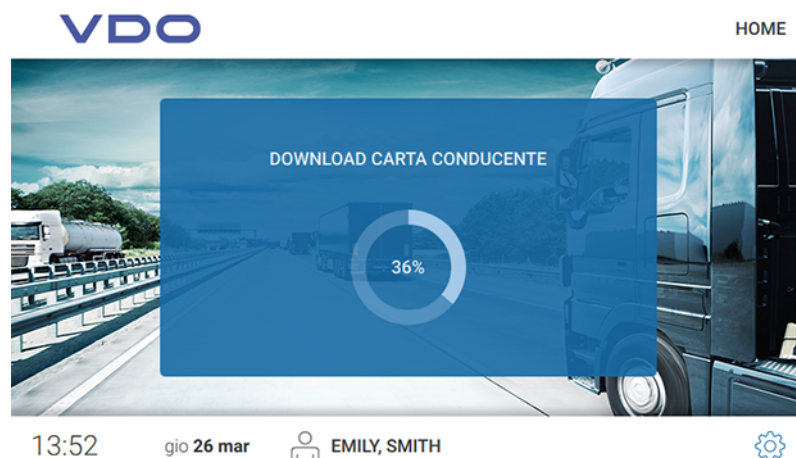 VDO
HOME
DOWNLOAD CARTA CONDUCENTE
36%
13:52 gio 26 mar EMILY, SMITH